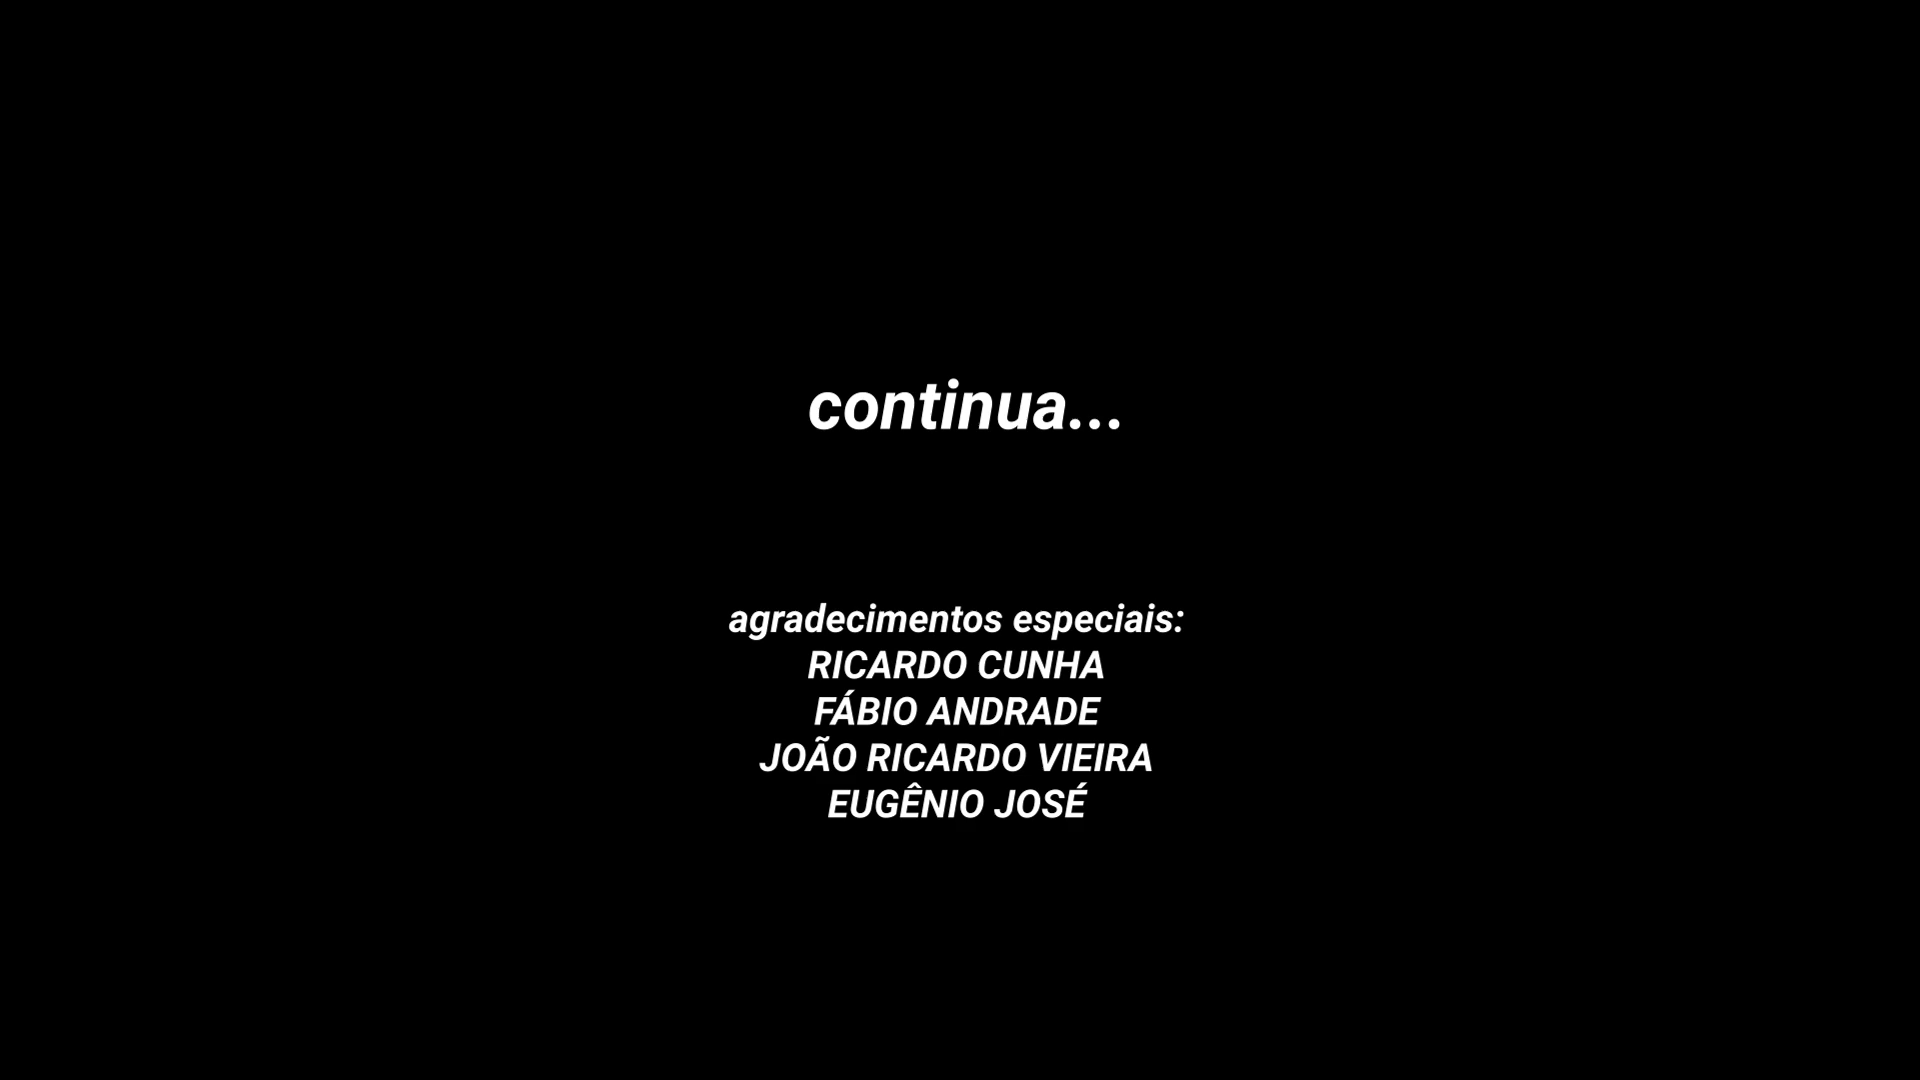 continua...
agradecimentos especiais:
RICARDO CUNHA
FÁBIO ANDRADE
JOÃO RICARDO VIEIRA
EUGÊNIO JOSÉ